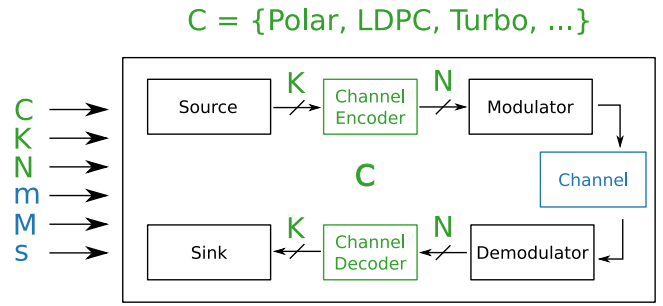 C = {Polar, LDPC, Turbo, ...}
C
K
N
m
M
s
Source
K
Channel
Encoder
N
Modulator
C
Channel
Sink
K
Channel
Decoder
N
Demodulator